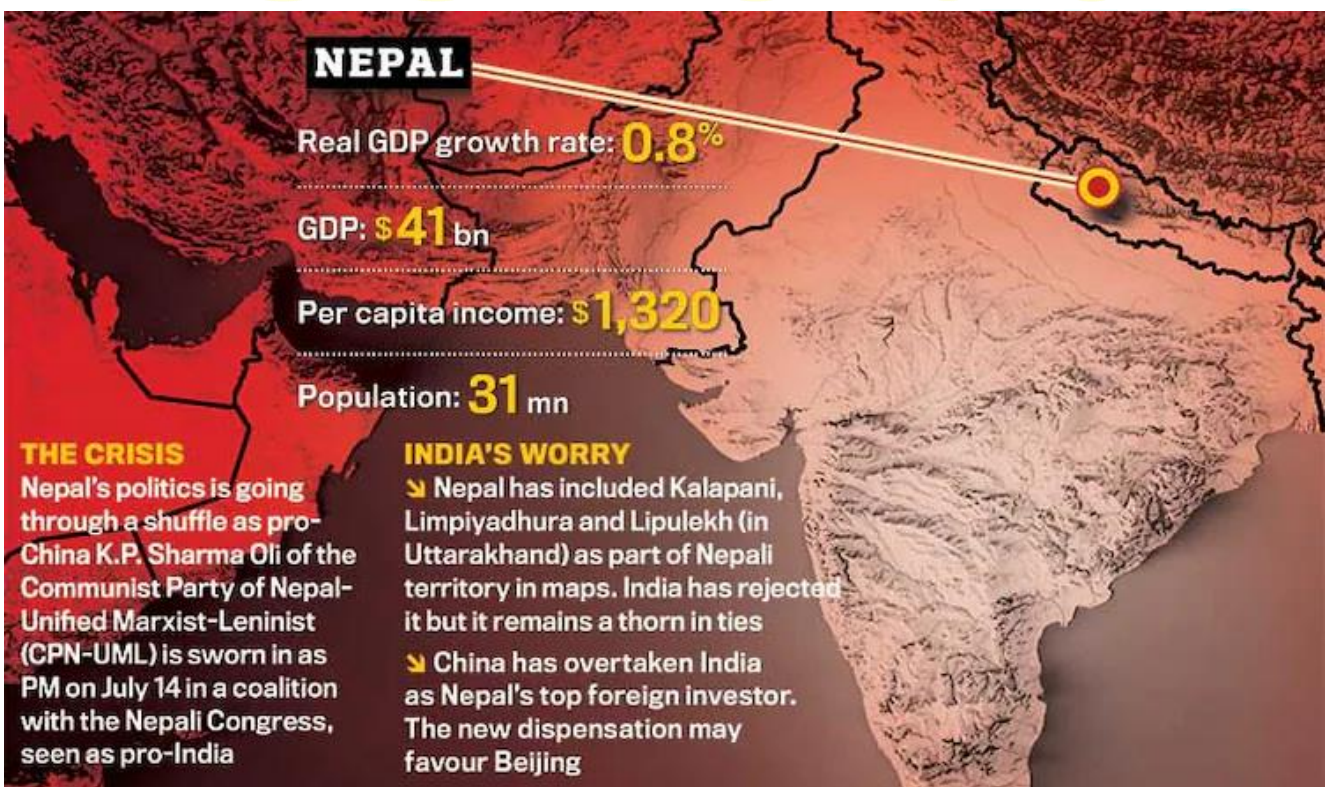 NEPAL
Real GDP growth rate: 0.8%
GDP: $41 bn
Per capita income: $1,320
Population: 31 mn
THE CRISIS
Nepal's politics is going
through a shuffle as pro-
China K.P. Sharma Oli of the
Communist Party of Nepal-
Unified Marxist-Leninist
(CPN-UML) is sworn in as
PM on July 14 in a coalition
with the Nepali Congress,
seen as pro-India
INDIA'S WORRY
↘ Nepal has included Kalapani,
Limpiyadhura and Lipulekh (in
Uttarakhand) as part of Nepali
territory in maps. India has rejected
it but it remains a thorn in ties
↘ China has overtaken India
as Nepal's top foreign investor.
The new dispensation may
favour Beijing